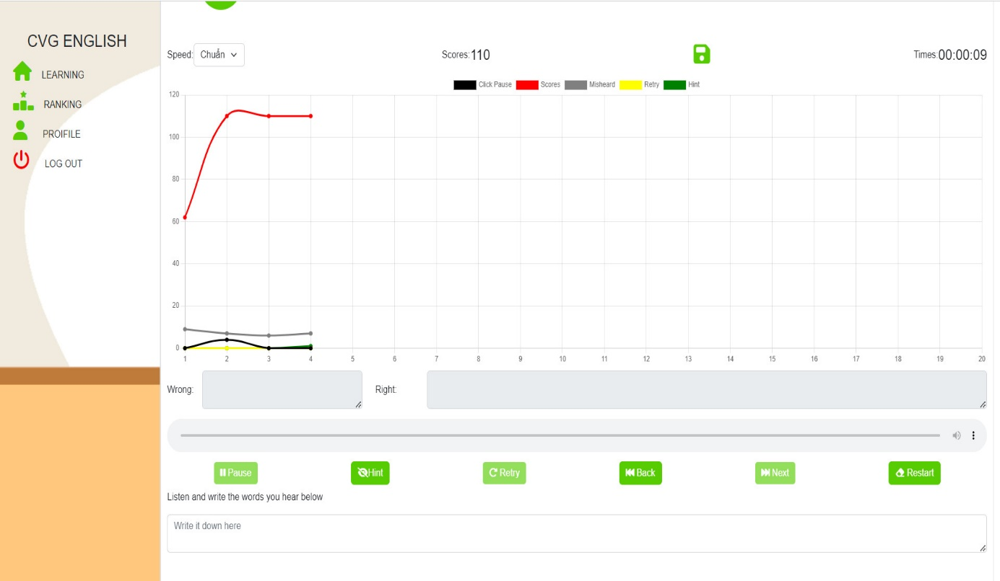 CVG ENGLISH
LEARNING
RANKING
PROIFILE
LOG OUT
Speed: Chuẩn
Scores: 110
Times: 00:00:09
Click Pause Scores Misheard Retry Hint
120
100
80
60
40
20
0
1 2 3 4 5 6 7 8 9 10 11 12 13 14 15 16 17 18 19 20
Wrong: Right:
Pause Hint Retry Back Next Restart
Listen and write the words you hear below
Write it down here